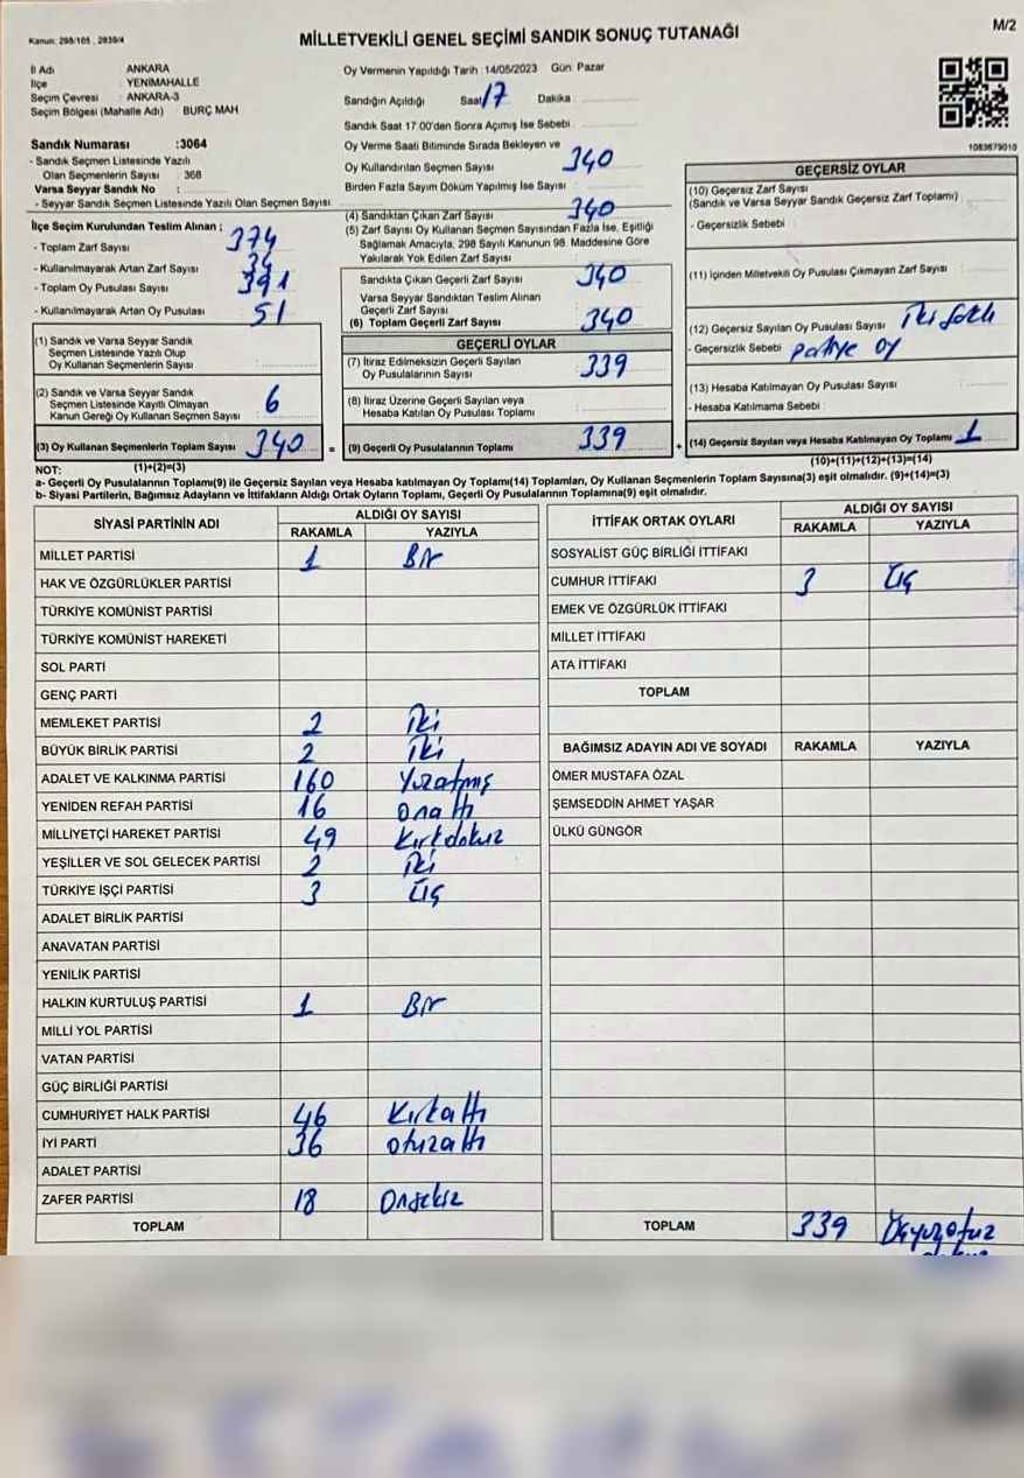 Kanun: 298/105 , 2839/4
MİLLETVEKİLİ GENEL SEÇİMİ SANDIK SONUÇ TUTANAĞI
M/2
İl Adı ANKARA
İlçe YENİMAHALLE
Seçim Çevresi : ANKARA-3
Seçim Bölgesi (Mahalle Adı) BURÇ MAH
Sandık Numarası :3064
- Sandık Seçmen Listesinde Yazılı
Olan Seçmenlerin Sayısı : 368
Varsa Seyyar Sandık No :
- Seyyar Sandık Seçmen Listesinde Yazılı Olan Seçmen Sayısı
İlçe Seçim Kurulundan Teslim Alınan ;
- Toplam Zarf Sayısı 374
- Kullanılmayarak Artan Zarf Sayısı 34
- Toplam Oy Pusulası Sayısı 391
- Kullanılmayarak Artan Oy Pusulası 51
(1) Sandık ve Varsa Seyyar Sandık
Seçmen Listesinde Yazılı Olup
Oy Kullanan Seçmenlerin Sayısı
(2) Sandık ve Varsa Seyyar Sandık
Seçmen Listesinde Kayıtlı Olmayan
Kanun Gereği Oy Kullanan Seçmen Sayısı 6
(3) Oy Kullanan Seçmenlerin Toplam Sayısı 340 =
(1)+(2)=(3)
Oy Vermenin Yapıldığı Tarih :14/05/2023 Gün: Pazar
Sandığın Açıldığı Saat 17 Dakika
Sandık Saat 17:00'den Sonra Açımış İse Sebebi
Oy Verme Saati Bitiminde Sırada Bekleyen ve
Oy Kullandırılan Seçmen Sayısı 340
Birden Fazla Sayım Döküm Yapılmış İse Sayısı
(4) Sandıktan Çıkan Zarf Sayısı 340
(5) Zarf Sayısı Oy Kullanan Seçmen Sayısından Fazla İse, Eşitliği
Sağlamak Amacıyla, 298 Sayılı Kanunun 98. Maddesine Göre
Yakılarak Yok Edilen Zarf Sayısı
Sandıkta Çıkan Geçerli Zarf Sayısı 340
Varsa Seyyar Sandıktan Teslim Alınan
Geçerli Zarf Sayısı
(6) Toplam Geçerli Zarf Sayısı 340
GEÇERLİ OYLAR
(7) İtiraz Edilmeksizin Geçerli Sayılan
Oy Pusulalarının Sayısı 339
(8) İtiraz Üzerine Geçerli Sayılan veya
Hesaba Katılan Oy Pusulası Toplamı
(9) Geçerli Oy Pusulalarının Toplamı 339 +
1083679010
GEÇERSİZ OYLAR
(10) Geçersiz Zarf Sayısı
(Sandık ve Varsa Seyyar Sandık Geçersiz Zarf Toplamı)
- Geçersizlik Sebebi :
(11) İçinden Milletvekili Oy Pusulası Çıkmayan Zarf Sayısı
(12) Geçersiz Sayılan Oy Pusulası Sayısı iki farklı
- Geçersizlik Sebebi partiye oy
(13) Hesaba Katılmayan Oy Pusulası Sayısı
- Hesaba Katılmama Sebebi :
(14) Geçersiz Sayılan veya Hesaba Katılmayan Oy Toplamı 1
(10)+(11)+(12)+(13)=(14)
NOT:
a- Geçerli Oy Pusulalarının Toplamı(9) ile Geçersiz Sayılan veya Hesaba katılmayan Oy Toplamı(14) Toplamları, Oy Kullanan Seçmenlerin Toplam Sayısına(3) eşit olmalıdır. (9)+(14)=(3)
b- Siyasi Partilerin, Bağımsız Adayların ve İttifakların Aldığı Ortak Oyların Toplamı, Geçerli Oy Pusulalarının Toplamına(9) eşit olmalıdır.
SİYASİ PARTİNİN ADI ALDIĞI OY SAYISI
RAKAMLA YAZIYLA
MİLLET PARTİSİ 1 Bir
HAK VE ÖZGÜRLÜKLER PARTİSİ
TÜRKİYE KOMÜNİST PARTİSİ
TÜRKİYE KOMÜNİST HAREKETİ
SOL PARTİ
GENÇ PARTİ
MEMLEKET PARTİSİ 2 iki
BÜYÜK BİRLİK PARTİSİ 2 iki
ADALET VE KALKINMA PARTİSİ 160 Yüzatmış
YENİDEN REFAH PARTİSİ 16 onaltı
MİLLİYETÇİ HAREKET PARTİSİ 49 kırkdokuz
YEŞİLLER VE SOL GELECEK PARTİSİ 2 iki
TÜRKİYE İŞÇİ PARTİSİ 3 üç
ADALET BİRLİK PARTİSİ
ANAVATAN PARTİSİ
YENİLİK PARTİSİ
HALKIN KURTULUŞ PARTİSİ 1 Bir
MİLLİ YOL PARTİSİ
VATAN PARTİSİ
GÜÇ BİRLİĞİ PARTİSİ
CUMHURİYET HALK PARTİSİ 46 kırkaltı
İYİ PARTİ 36 otuzaltı
ADALET PARTİSİ
ZAFER PARTİSİ 18 Onsekiz
TOPLAM
İTTİFAK ORTAK OYLARI ALDIĞI OY SAYISI
RAKAMLA YAZIYLA
SOSYALİST GÜÇ BİRLİĞİ İTTİFAKI
CUMHUR İTTİFAKI 3 üç
EMEK VE ÖZGÜRLÜK İTTİFAKI
MİLLET İTTİFAKI
ATA İTTİFAKI
TOPLAM
BAĞIMSIZ ADAYIN ADI VE SOYADI RAKAMLA YAZIYLA
ÖMER MUSTAFA ÖZAL
ŞEMSEDDİN AHMET YAŞAR
ÜLKÜ GÜNGÖR
TOPLAM 339 Üçyüzotuz